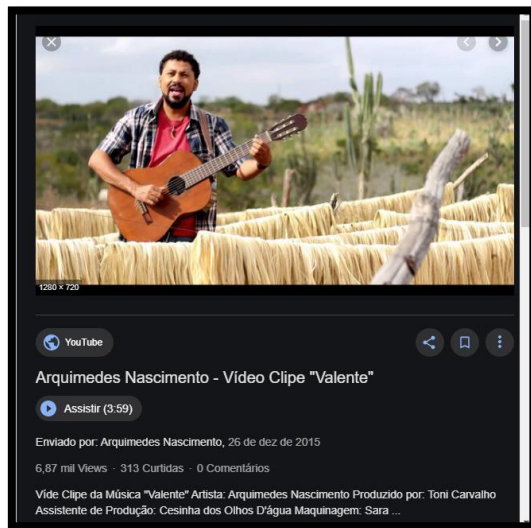 1280 × 720
YouTube
Arquimedes Nascimento - Vídeo Clipe "Valente"
Assistir (3:59)
Enviado por: Arquimedes Nascimento, 26 de dez de 2015
6,87 mil Views · 313 Curtidas · 0 Comentários
Víde Clipe da Música "Valente" Artista: Arquimedes Nascimento Produzido por: Toni Carvalho
Assistente de Produção: Cesinha dos Olhos D'água Maquinagem: Sara ...